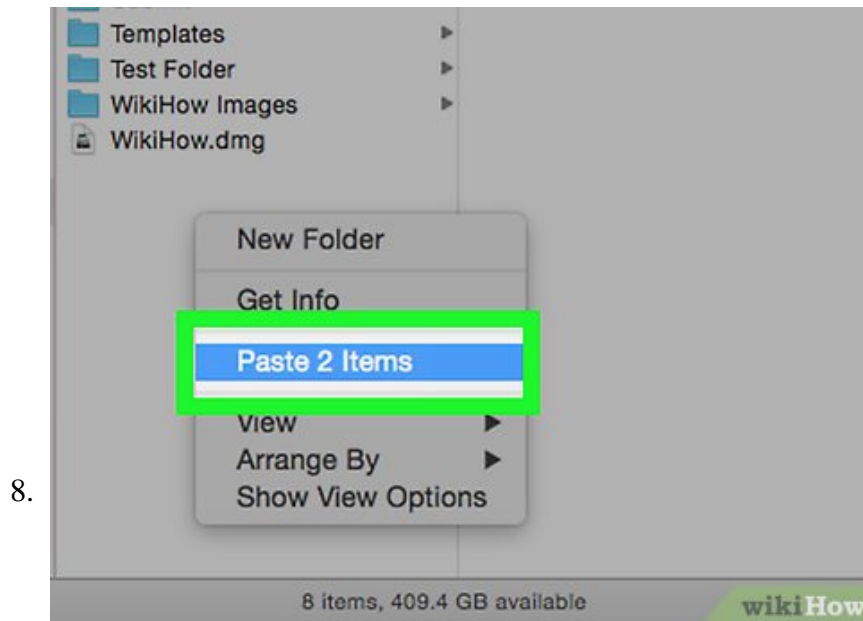 Templates
Test Folder
WikiHow Images
WikiHow.dmg
New Folder
Get Info
Paste 2 Items
View
Arrange By
Show View Options
8.
8 items, 409.4 GB available
wikiHow